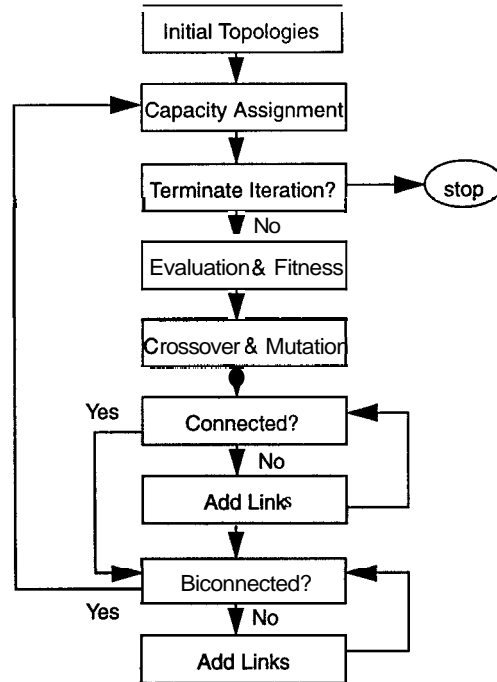 Initial Topologies
Capacity Assignment
Terminate Iteration?
stop
No
Evaluation & Fitness
Crossover & Mutation
Yes
Connected?
No
Add Links
Biconnected?
Yes
No
Add Links